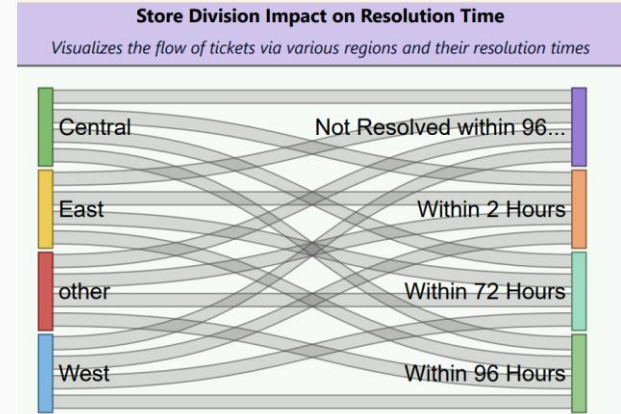 Store Division Impact on Resolution Time
Visualizes the flow of tickets via various regions and their resolution times
Central
Not Resolved within 96...
East
Within 2 Hours
other
Within 72 Hours
West
Within 96 Hours